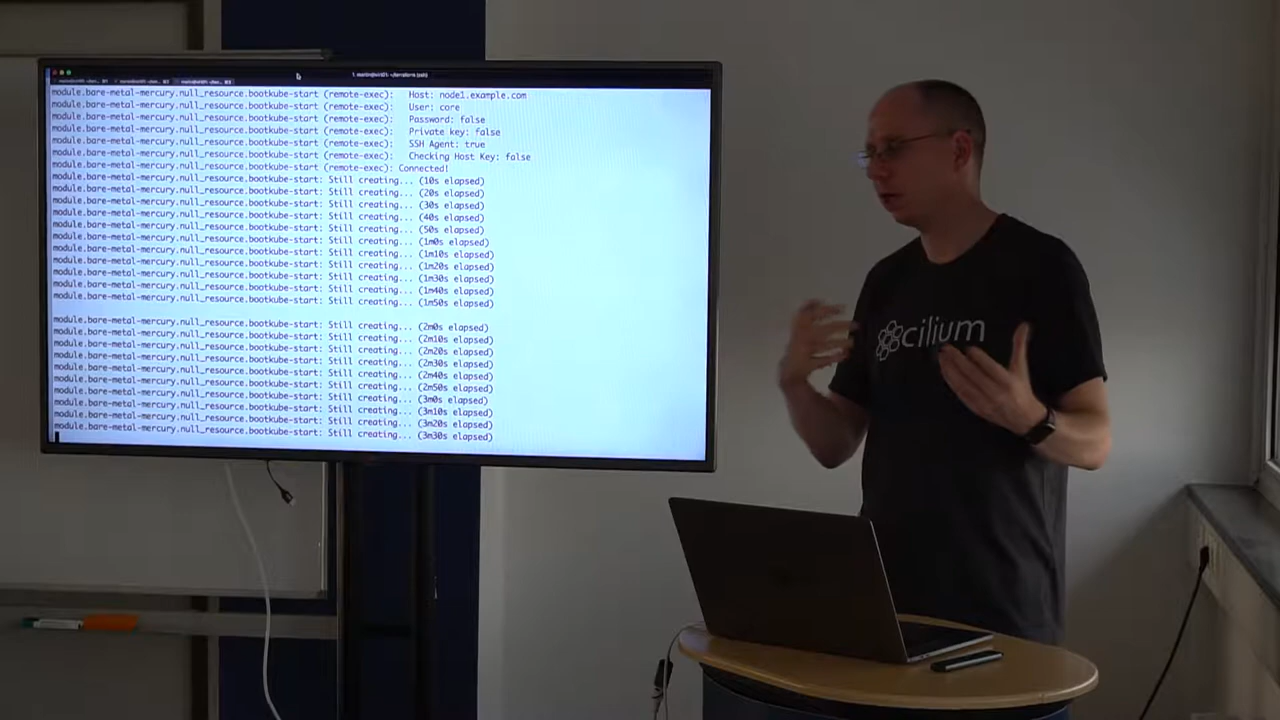 1. martin@virt01: ~/terraform (ssh)
module.bare-metal-mercury.null_resource.bootkube-start (remote-exec):   Host: node1.example.com
module.bare-metal-mercury.null_resource.bootkube-start (remote-exec):   User: core
module.bare-metal-mercury.null_resource.bootkube-start (remote-exec):   Password: false
module.bare-metal-mercury.null_resource.bootkube-start (remote-exec):   Private key: false
module.bare-metal-mercury.null_resource.bootkube-start (remote-exec):   SSH Agent: true
module.bare-metal-mercury.null_resource.bootkube-start (remote-exec):   Checking Host Key: false
module.bare-metal-mercury.null_resource.bootkube-start (remote-exec): Connected!
module.bare-metal-mercury.null_resource.bootkube-start: Still creating... (10s elapsed)
module.bare-metal-mercury.null_resource.bootkube-start: Still creating... (20s elapsed)
module.bare-metal-mercury.null_resource.bootkube-start: Still creating... (30s elapsed)
module.bare-metal-mercury.null_resource.bootkube-start: Still creating... (40s elapsed)
module.bare-metal-mercury.null_resource.bootkube-start: Still creating... (50s elapsed)
module.bare-metal-mercury.null_resource.bootkube-start: Still creating... (1m0s elapsed)
module.bare-metal-mercury.null_resource.bootkube-start: Still creating... (1m10s elapsed)
module.bare-metal-mercury.null_resource.bootkube-start: Still creating... (1m20s elapsed)
module.bare-metal-mercury.null_resource.bootkube-start: Still creating... (1m30s elapsed)
module.bare-metal-mercury.null_resource.bootkube-start: Still creating... (1m40s elapsed)
module.bare-metal-mercury.null_resource.bootkube-start: Still creating... (1m50s elapsed)
module.bare-metal-mercury.null_resource.bootkube-start: Still creating... (2m0s elapsed)
module.bare-metal-mercury.null_resource.bootkube-start: Still creating... (2m10s elapsed)
module.bare-metal-mercury.null_resource.bootkube-start: Still creating... (2m20s elapsed)
module.bare-metal-mercury.null_resource.bootkube-start: Still creating... (2m30s elapsed)
module.bare-metal-mercury.null_resource.bootkube-start: Still creating... (2m40s elapsed)
module.bare-metal-mercury.null_resource.bootkube-start: Still creating... (2m50s elapsed)
module.bare-metal-mercury.null_resource.bootkube-start: Still creating... (3m0s elapsed)
module.bare-metal-mercury.null_resource.bootkube-start: Still creating... (3m10s elapsed)
module.bare-metal-mercury.null_resource.bootkube-start: Still creating... (3m20s elapsed)
module.bare-metal-mercury.null_resource.bootkube-start: Still creating... (3m30s elapsed)
cilium